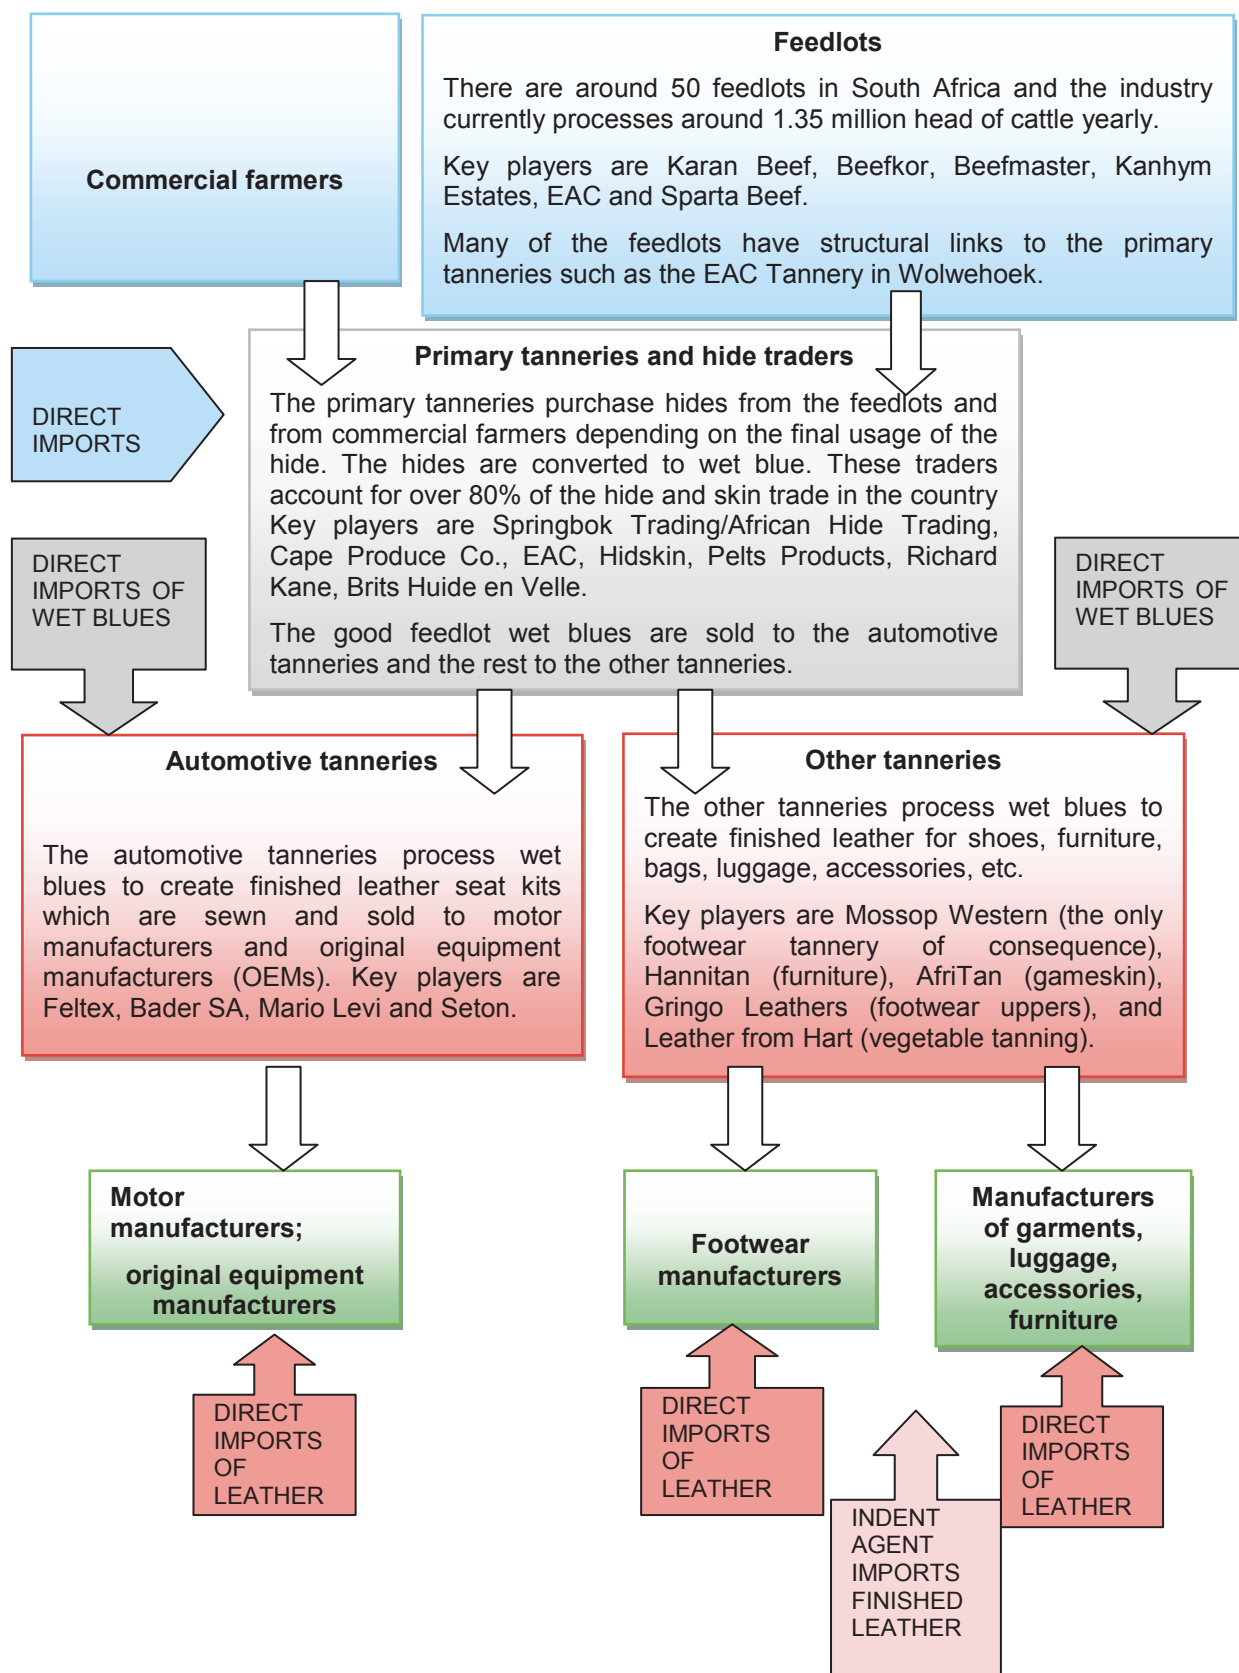 Commercial farmers
Feedlots
There are around 50 feedlots in South Africa and the industry
currently processes around 1.35 million head of cattle yearly.
Key players are Karan Beef, Beefkor, Beefmaster, Kanhym
Estates, EAC and Sparta Beef.
Many of the feedlots have structural links to the primary
tanneries such as the EAC Tannery in Wolwehoek.
DIRECT
IMPORTS
Primary tanneries and hide traders
The primary tanneries purchase hides from the feedlots and
from commercial farmers depending on the final usage of the
hide. The hides are converted to wet blue. These traders
account for over 80% of the hide and skin trade in the country
Key players are Springbok Trading/African Hide Trading,
Cape Produce Co., EAC, Hidskin, Pelts Products, Richard
Kane, Brits Huide en Velle.
The good feedlot wet blues are sold to the automotive
tanneries and the rest to the other tanneries.
DIRECT
IMPORTS OF
WET BLUES
DIRECT
IMPORTS OF
WET BLUES
Automotive tanneries
The automotive tanneries process wet
blues to create finished leather seat kits
which are sewn and sold to motor
manufacturers and original equipment
manufacturers (OEMs). Key players are
Feltex, Bader SA, Mario Levi and Seton.
Other tanneries
The other tanneries process wet blues to
create finished leather for shoes, furniture,
bags, luggage, accessories, etc.
Key players are Mossop Western (the only
footwear tannery of consequence),
Hannitan (furniture), AfriTan (gameskin),
Gringo Leathers (footwear uppers), and
Leather from Hart (vegetable tanning).
Motor
manufacturers;
original equipment
manufacturers
Footwear
manufacturers
Manufacturers
of garments,
luggage,
accessories,
furniture
DIRECT
IMPORTS
OF
LEATHER
DIRECT
IMPORTS
OF
LEATHER
INDENT
AGENT
IMPORTS
FINISHED
LEATHER
DIRECT
IMPORTS
OF
LEATHER